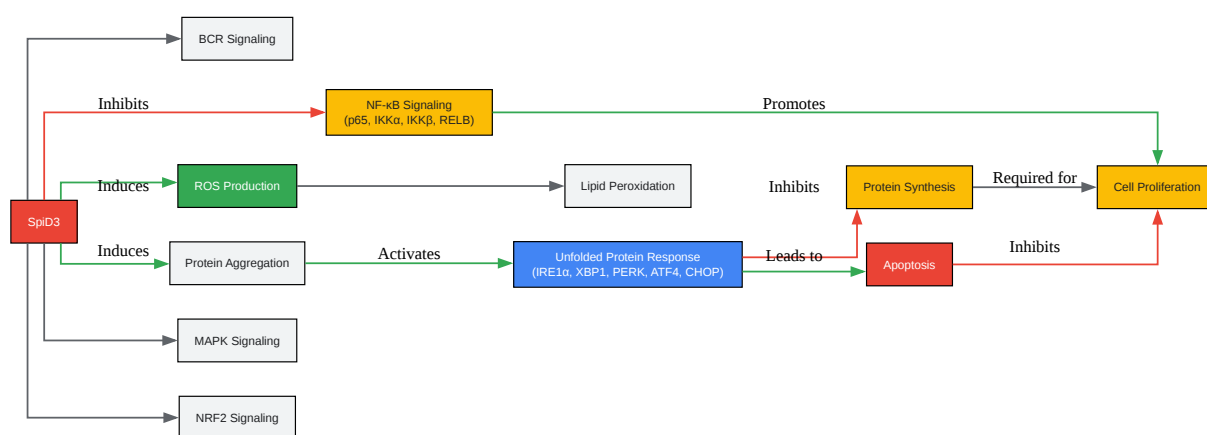 BCR Signaling
Inhibits
NF-κB Signaling
(p65, IKKα, IKKβ, RELB)
Promotes
Induces
ROS Production
Lipid Peroxidation
Inhibits
Protein Synthesis
Required for
Cell Proliferation
SpiD3
Induces
Protein Aggregation
Activates
Unfolded Protein Response
(IRE1α, XBP1, PERK, ATF4, CHOP)
Leads to
Apoptosis
Inhibits
MAPK Signaling
NRF2 Signaling